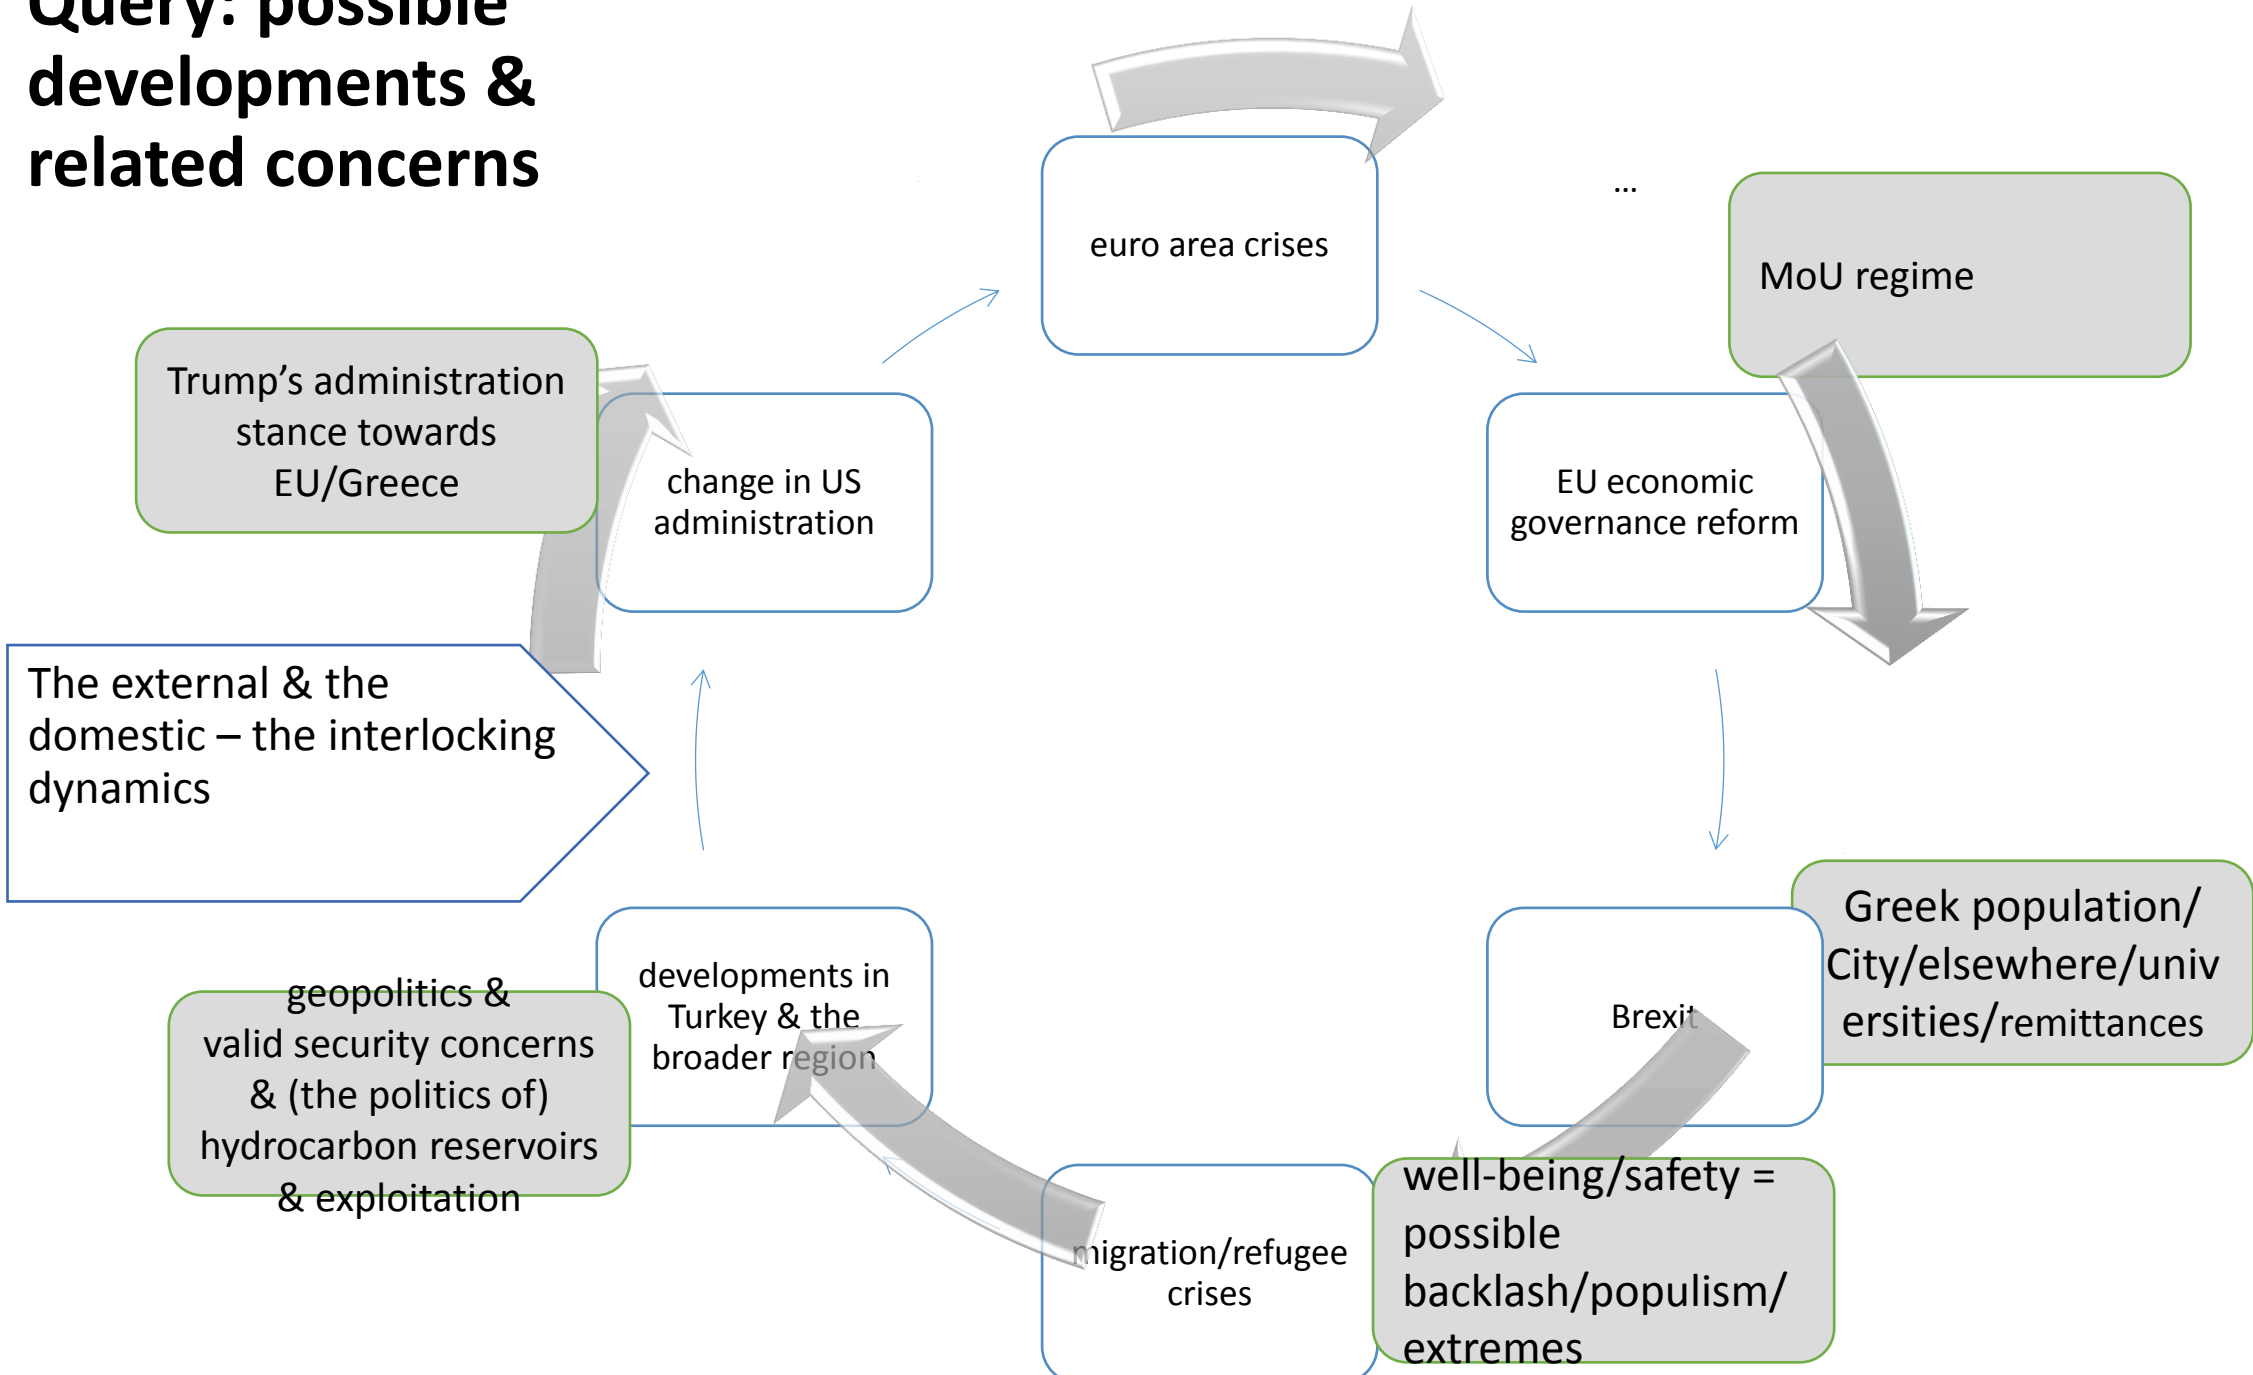 Query: possible
developments &
related concerns
euro area crises
...
MoU regime
Trump's administration
stance towards
EU/Greece
change in US
administration
EU economic
governance reform
The external & the
domestic – the interlocking
dynamics
Greek population/
City/elsewhere/univ
ersities/remittances
Brexit
developments in
Turkey & the
broader region
geopolitics &
valid security concerns
& (the politics of)
hydrocarbon reservoirs
& exploitation
well-being/safety =
possible
backlash/populism/
extremes
migration/refugee
crises